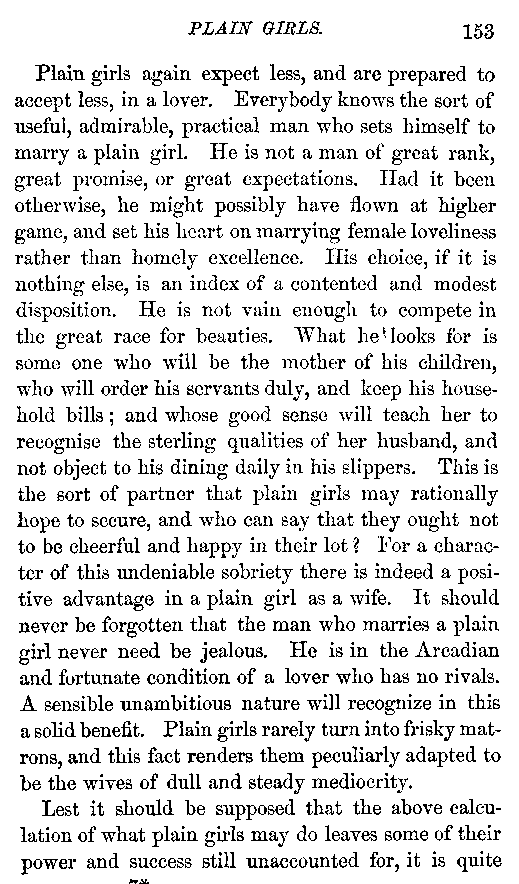 PLAIN GIRLS. 153
Plain girls again expect less, and are prepared to
accept less, in a lover. Everybody knows the sort of
useful, admirable, practical man who sets himself to
marry a plain girl. He is not a man of great rank,
great promise, or great expectations. Had it been
otherwise, he might possibly have flown at higher
game, and set his heart on marrying female loveliness
rather than homely excellence. His choice, if it is
nothing else, is an index of a contented and modest
disposition. He is not vain enough to compete in
the great race for beauties. What he looks for is
some one who will be the mother of his children,
who will order his servants duly, and keep his house-
hold bills; and whose good sense will teach her to
recognise the sterling qualities of her husband, and
not object to his dining daily in his slippers. This is
the sort of partner that plain girls may rationally
hope to secure, and who can say that they ought not
to be cheerful and happy in their lot? For a charac-
ter of this undeniable sobriety there is indeed a posi-
tive advantage in a plain girl as a wife. It should
never be forgotten that the man who marries a plain
girl never need be jealous. He is in the Arcadian
and fortunate condition of a lover who has no rivals.
A sensible unambitious nature will recognize in this
a solid benefit. Plain girls rarely turn into frisky mat-
rons, and this fact renders them peculiarly adapted to
be the wives of dull and steady mediocrity.
Lest it should be supposed that the above calcu-
lation of what plain girls may do leaves some of their
power and success still unaccounted for, it is quite